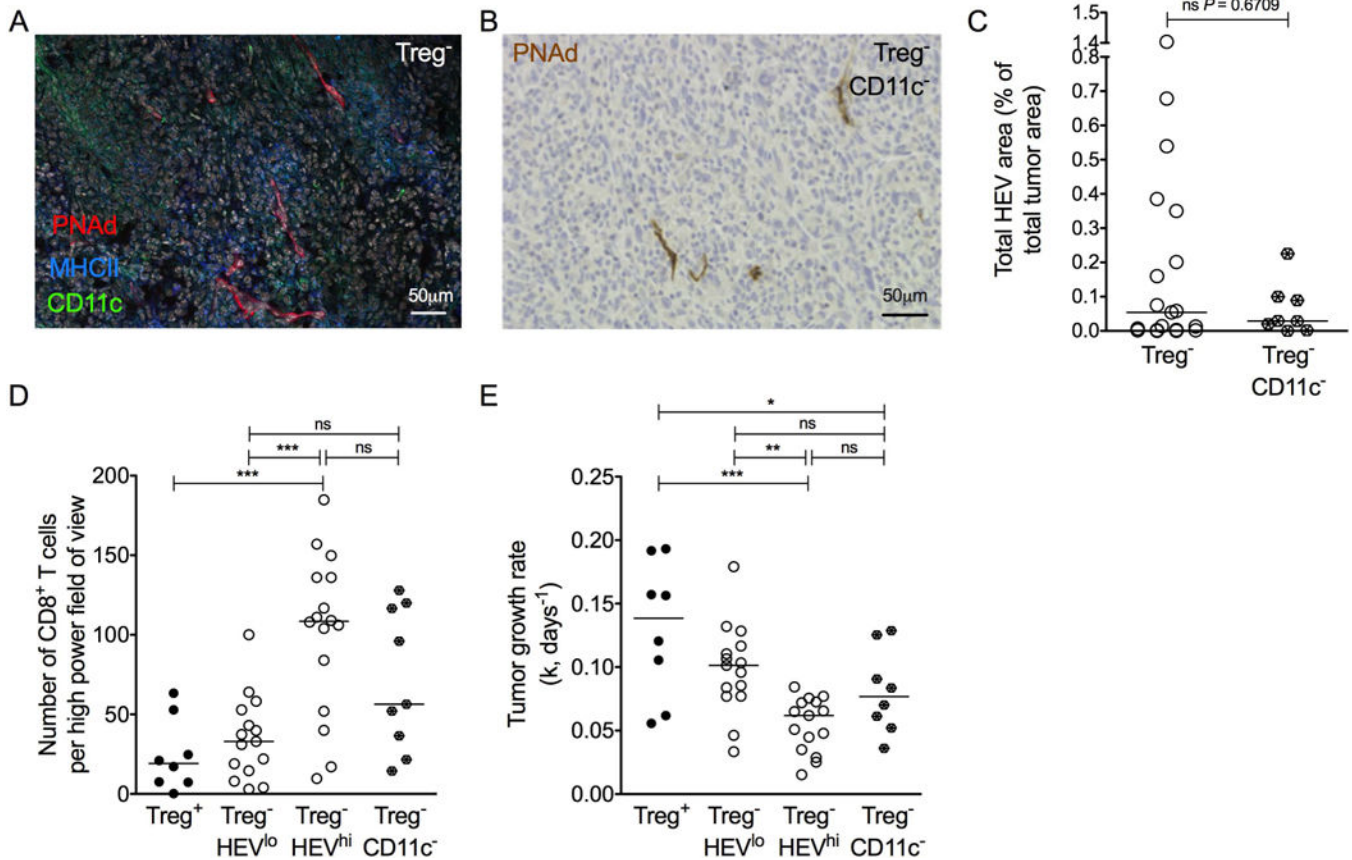 A
Treg-
PNAd
MHCII
CD11c
50μm
B
PNAd
Treg-
CD11c-
50μm
C
ns P = 0.6709
Total HEV area (% of
total tumor area)
1.5
1.4
0.8
0.7
0.6
0.5
0.4
0.3
0.2
0.1
0.0
Treg-
Treg-
CD11c-
D
ns
*** ns
***
Number of CD8+ T cells
per high power field of view
200
150
100
50
0
Treg+ Treg- Treg- Treg-
HEVlo HEVhi CD11c-
E
*
ns
** ns
***
Tumor growth rate
(k, days-1)
0.25
0.20
0.15
0.10
0.05
0.00
Treg+ Treg- Treg- Treg-
HEVlo HEVhi CD11c-